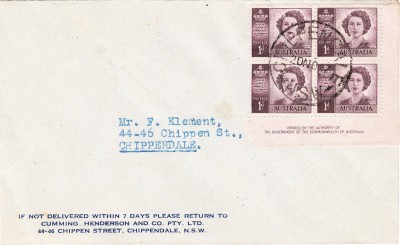 1D
AUSTRALIA
1D
AUSTRALIA
1D
AUSTRALIA
1D
AUSTRALIA
PRINTED BY THE AUTHORITY OF
THE GOVERNMENT OF THE COMMONWEALTH OF AUSTRALIA
Mr. F. Klement,
44-46 Chippen St.,
CHIPPENDALE.
IF NOT DELIVERED WITHIN 7 DAYS PLEASE RETURN TO
CUMMING, HENDERSON AND CO. PTY. LTD.
44-46 CHIPPEN STREET, CHIPPENDALE, N.S.W.